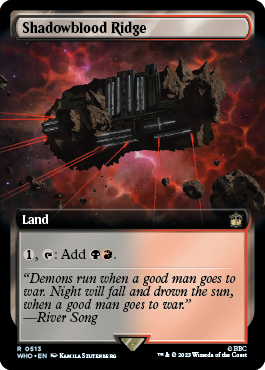 Shadowblood Ridge
Land
1, : Add .
“Demons run when a good man goes to
war. Night will fall and drown the sun,
when a good man goes to war.”
—River Song
R 0513
WHO • EN Kamila Szutenberg
© BBC
™ & © 2023 Wizards of the Coast